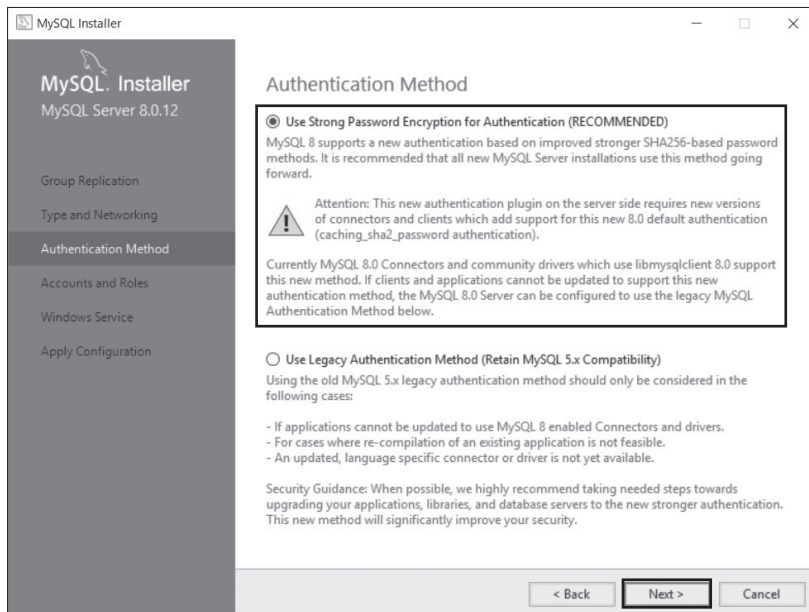 MySQL Installer
MySQL. Installer
MySQL Server 8.0.12
Group Replication
Type and Networking
Authentication Method
Accounts and Roles
Windows Service
Apply Configuration
Authentication Method
Use Strong Password Encryption for Authentication (RECOMMENDED)
MySQL 8 supports a new authentication based on improved stronger SHA256-based password
methods. It is recommended that all new MySQL Server installations use this method going
forward.
Attention: This new authentication plugin on the server side requires new versions
of connectors and clients which add support for this new 8.0 default authentication
(caching_sha2_password authentication).
Currently MySQL 8.0 Connectors and community drivers which use libmysqlclient 8.0 support
this new method. If clients and applications cannot be updated to support this new
authentication method, the MySQL 8.0 Server can be configured to use the legacy MySQL
Authentication Method below.
Use Legacy Authentication Method (Retain MySQL 5.x Compatibility)
Using the old MySQL 5.x legacy authentication method should only be considered in the
following cases:
- If applications cannot be updated to use MySQL 8 enabled Connectors and drivers.
- For cases where re-compilation of an existing application is not feasible.
- An updated, language specific connector or driver is not yet available.
Security Guidance: When possible, we highly recommend taking needed steps towards
upgrading your applications, libraries, and database servers to the new stronger authentication.
This new method will significantly improve your security.
< Back
Next >
Cancel